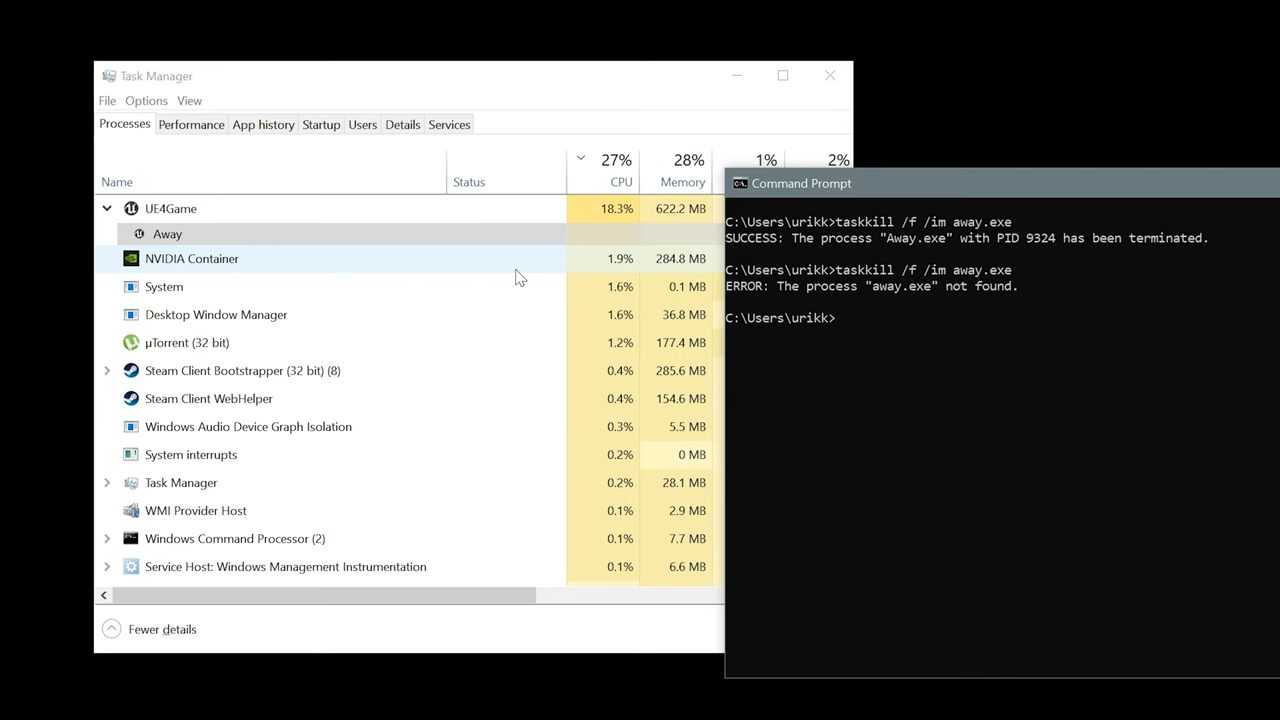 Task Manager
File Options View
Processes Performance App history Startup Users Details Services
27% 28% 1% 2%
Name Status CPU Memory
UE4Game 18.3% 622.2 MB
Away
NVIDIA Container 1.9% 284.8 MB
System 1.6% 0.1 MB
Desktop Window Manager 1.6% 36.8 MB
µTorrent (32 bit) 1.2% 177.4 MB
Steam Client Bootstrapper (32 bit) (8) 0.4% 285.6 MB
Steam Client WebHelper 0.4% 154.6 MB
Windows Audio Device Graph Isolation 0.3% 5.5 MB
System interrupts 0.2% 0 MB
Task Manager 0.2% 28.1 MB
WMI Provider Host 0.1% 2.9 MB
Windows Command Processor (2) 0.1% 7.7 MB
Service Host: Windows Management Instrumentation 0.1% 6.6 MB
Fewer details
Command Prompt
C:\Users\urikk>taskkill /f /im away.exe
SUCCESS: The process "Away.exe" with PID 9324 has been terminated.
C:\Users\urikk>taskkill /f /im away.exe
ERROR: The process "away.exe" not found.
C:\Users\urikk>